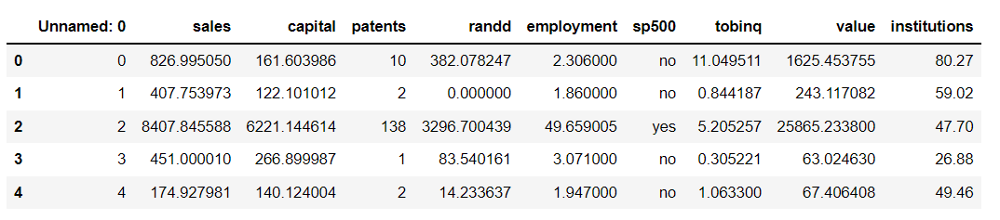 Unnamed: 0 sales capital patents randd employment sp500 tobinq value institutions
0 0 826.995050 161.603986 10 382.078247 2.306000 no 11.049511 1625.453755 80.27
1 1 407.753973 122.101012 2 0.000000 1.860000 no 0.844187 243.117082 59.02
2 2 8407.845588 6221.144614 138 3296.700439 49.659005 yes 5.205257 25865.233800 47.70
3 3 451.000010 266.899987 1 83.540161 3.071000 no 0.305221 63.024630 26.88
4 4 174.927981 140.124004 2 14.233637 1.947000 no 1.063300 67.406408 49.46